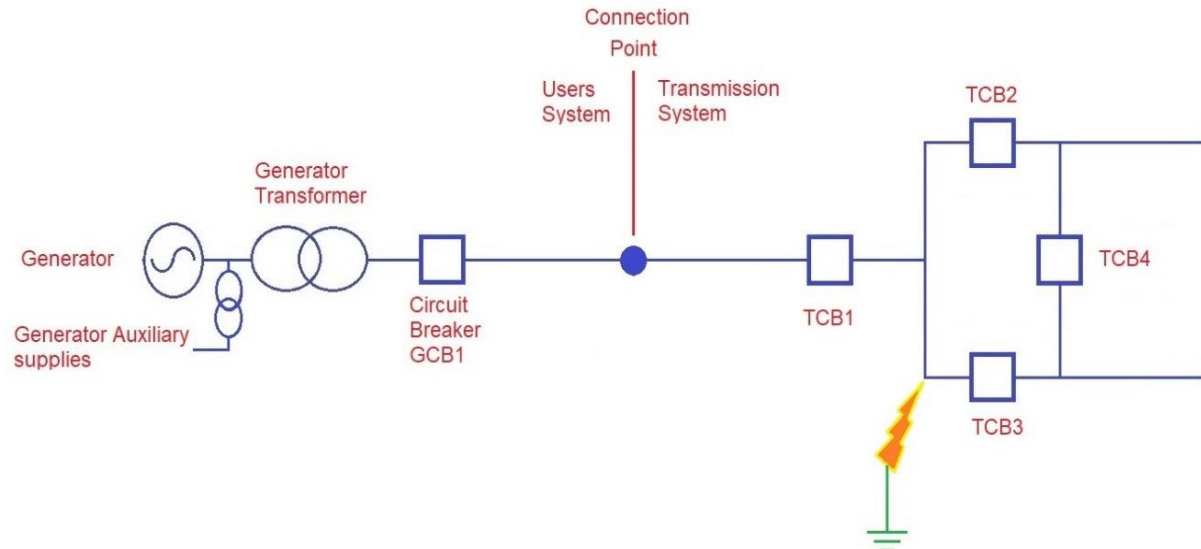 Connection
Point
Users
System
Transmission
System
TCB2
Generator
Transformer
Generator
TCB4
Circuit
Breaker
GCB1
TCB1
Generator Auxiliary
supplies
TCB3